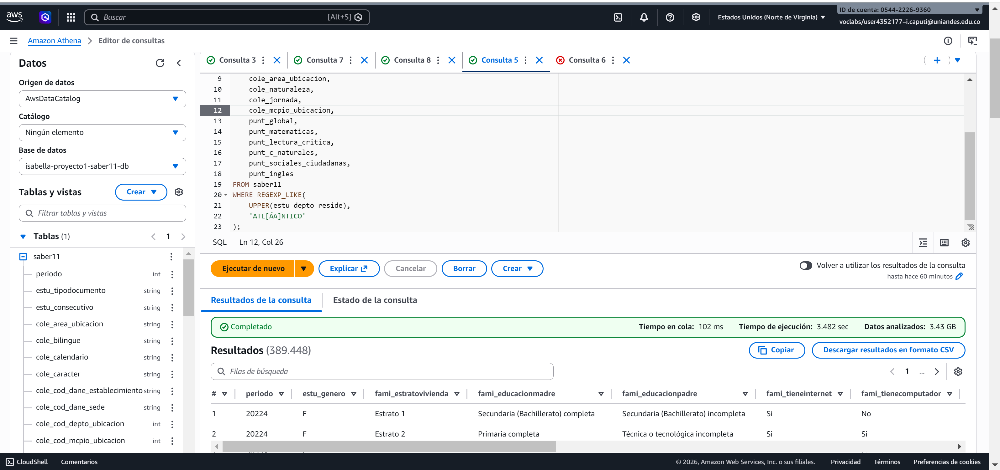 aws
Buscar
[Alt+S]
Estados Unidos (Norte de Virginia)
ID de cuenta: 0544-2226-9360
voclabs/user4352177=i.caputi@uniandes.edu.co
Amazon Athena
Editor de consultas
Datos
Origen de datos
AwsDataCatalog
Catálogo
Ningún elemento
Base de datos
isabella-proyecto1-saber11-db
Tablas y vistas
Crear
Filtrar tablas y vistas
Tablas (1)
1
saber11
periodo int
estu_tipodocumento string
estu_consecutivo string
cole_area_ubicacion string
cole_bilingue string
cole_calendario string
cole_caracter string
cole_cod_dane_establecimiento string
cole_cod_dane_sede string
cole_cod_depto_ubicacion int
cole_cod_mcpio_ubicacion int
Consulta 3
Consulta 7
Consulta 8
Consulta 5
Consulta 6
9 cole_area_ubicacion,
10 cole_naturaleza,
11 cole_jornada,
12 cole_mcpio_ubicacion,
13 punt_global,
14 punt_matematicas,
15 punt_lectura_critica,
16 punt_c_naturales,
17 punt_sociales_ciudadanas,
18 punt_ingles
19 FROM saber11
20 WHERE REGEXP_LIKE(
21 UPPER(estu_depto_reside),
22 'ATL[ÁA]NTICO'
23 );
SQL Ln 12, Col 26
Ejecutar de nuevo
Explicar
Cancelar
Borrar
Crear
Volver a utilizar los resultados de la consulta
hasta hace 60 minutos
Resultados de la consulta
Estado de la consulta
Completado
Tiempo en cola: 102 ms
Tiempo de ejecución: 3.482 sec
Datos analizados: 3.43 GB
Resultados (389.448)
Copiar
Descargar resultados en formato CSV
Filas de búsqueda
1 ...
# periodo estu_genero fami_estratovivienda fami_educacionmadre fami_educacionpadre fami_tieneinternet fami_tienecomputador
1 20224 F Estrato 1 Secundaria (Bachillerato) completa Secundaria (Bachillerato) incompleta Si No
2 20224 F Estrato 2 Primaria completa Técnica o tecnológica incompleta Si Si
CloudShell
Comentarios
© 2026, Amazon Web Services, Inc. o sus filiales.
Privacidad
Términos
Preferencias de cookies